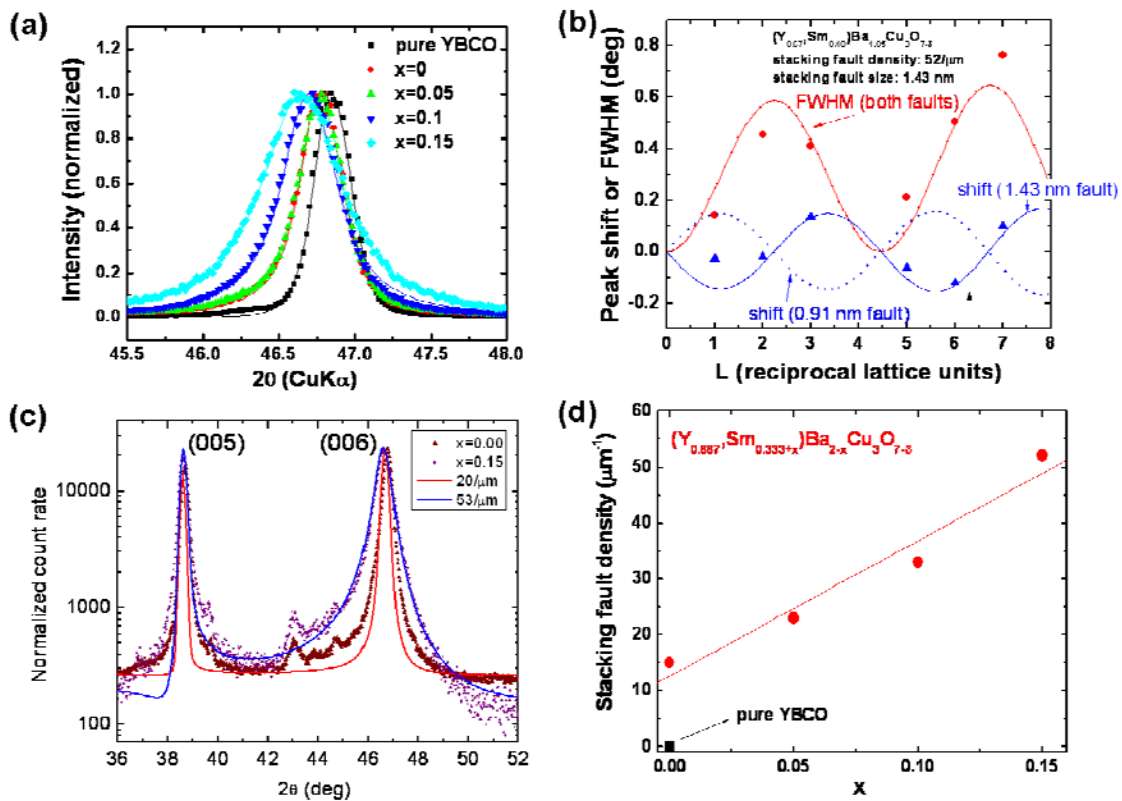 (a)
pure YBCO
x=0
x=0.05
x=0.1
x=0.15
Intensity (normalized)
1.2
1.0
0.8
0.6
0.4
0.2
0.0
45.5 46.0 46.5 47.0 47.5 48.0
2θ (CuKα)
(b)
stacking fault density: 52/μm
stacking fault size: 1.43 nm
FWHM (both faults)
shift (1.43 nm fault)
shift (0.91 nm fault)
Peak shift or FWHM (deg)
0.8
0.6
0.4
0.2
0.0
-0.2
0 1 2 3 4 5 6 7 8
L (reciprocal lattice units)
(c)
(005) (006)
x=0.00
x=0.15
20/μm
53/μm
Normalized count rate
10000
1000
100
36 38 40 42 44 46 48 50 52
2θ (deg)
(d)
pure YBCO
Stacking fault density (μm⁻¹)
60
50
40
30
20
10
0
0.00 0.05 0.10 0.15
x